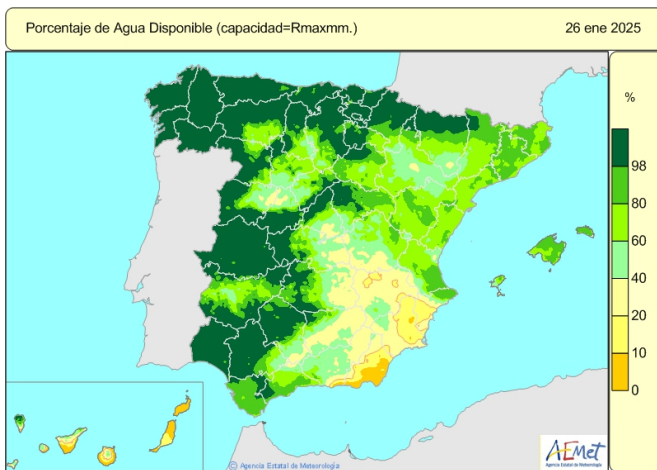 Porcentaje de Agua Disponible (capacidad=Rmaxmm.) 26 ene 2025
%
98
80
60
40
20
10
0
© Agencia Estatal de Meteorología
AEmet
Agencia Estatal de Meteorología